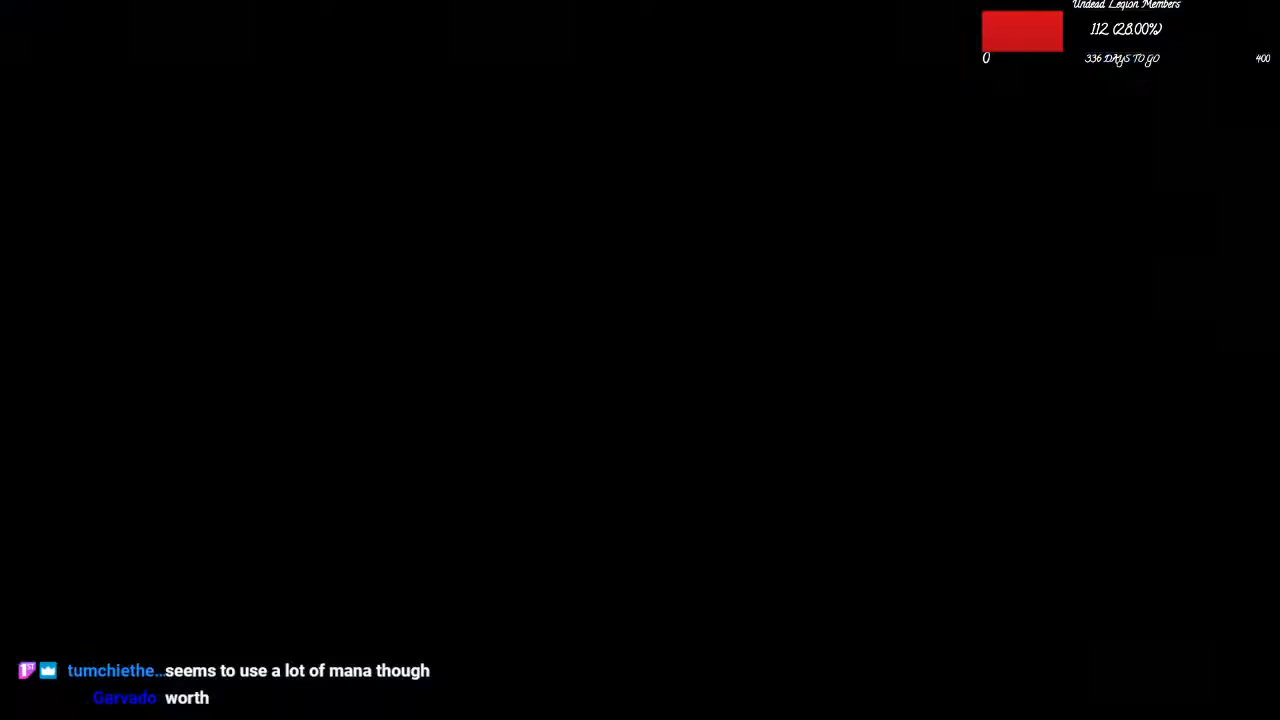 Undead Legion Members
112 (28.00%)
0 336 DAYS TO GO 400
tumchiethe... seems to use a lot of mana though
Garvado worth